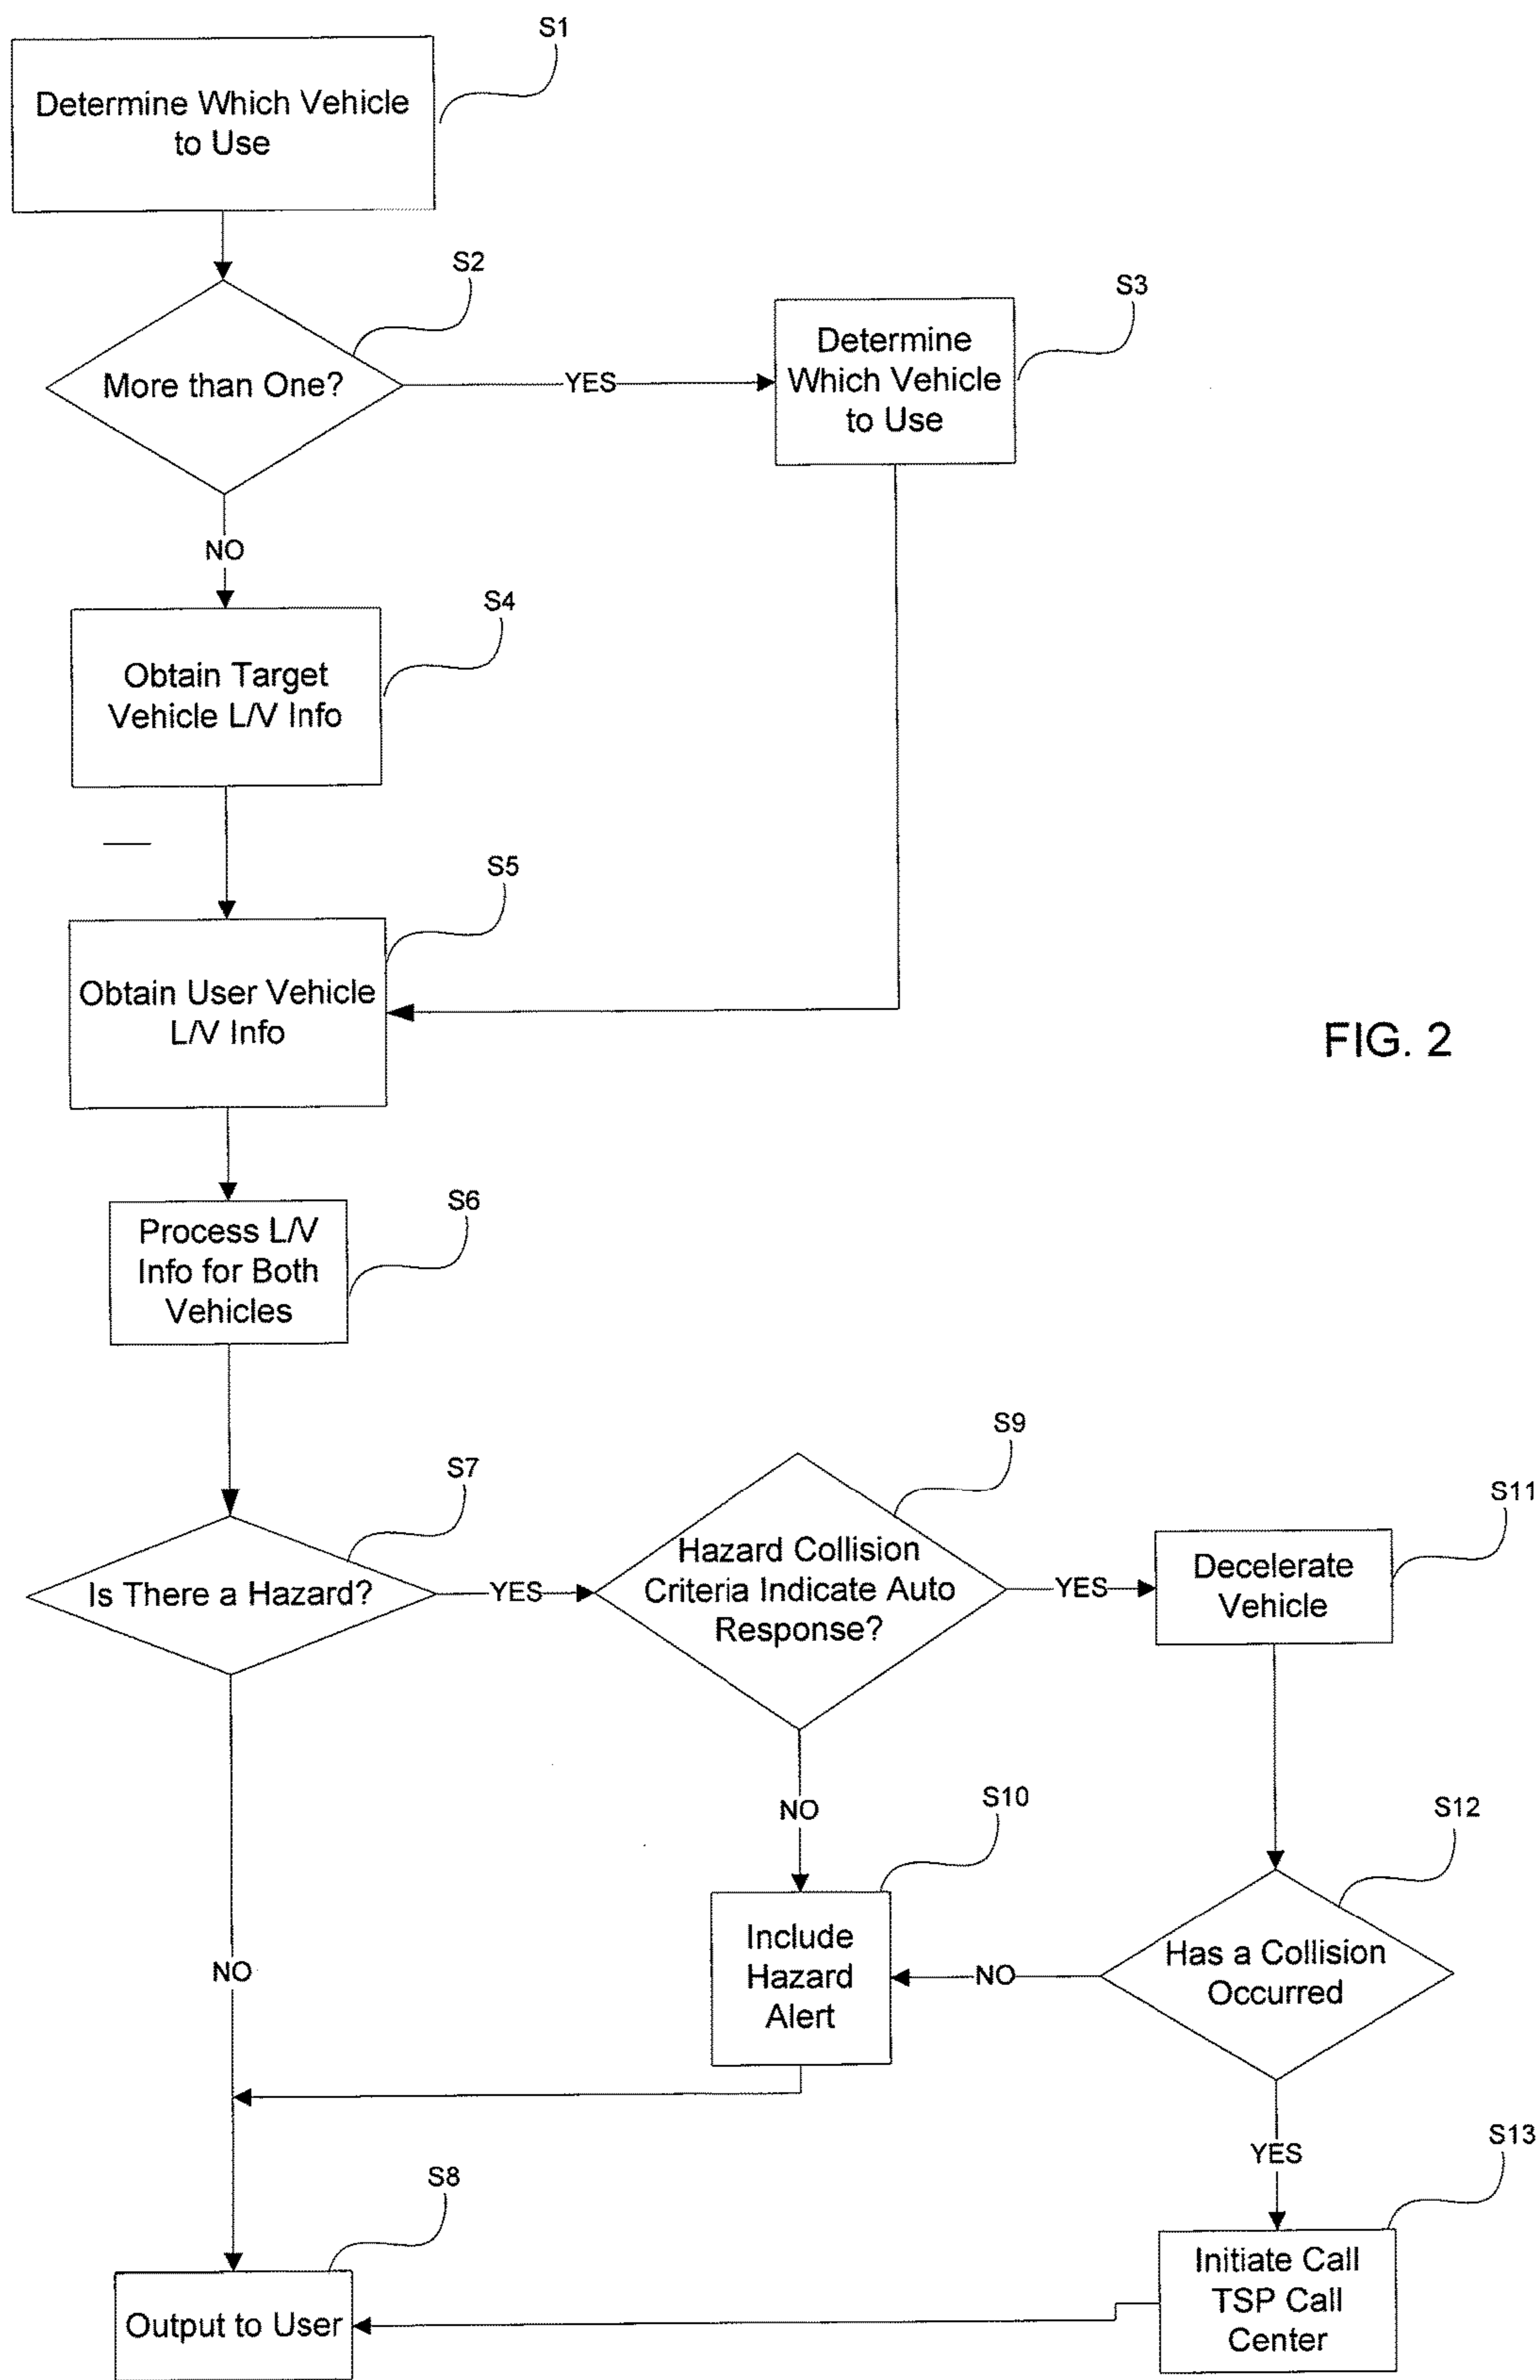 S1
Determine Which Vehicle
to Use
S2
More than One?
YES
S3
Determine
Which Vehicle
to Use
NO
S4
Obtain Target
Vehicle L/V Info
S5
Obtain User Vehicle
L/V Info
FIG. 2
S6
Process L/V
Info for Both
Vehicles
S7
Is There a Hazard?
YES
S9
Hazard Collision
Criteria Indicate Auto
Response?
YES
S11
Decelerate
Vehicle
NO
S10
Include
Hazard
Alert
NO
S12
Has a Collision
Occurred
NO
YES
S13
Initiate Call
TSP Call
Center
S8
Output to User